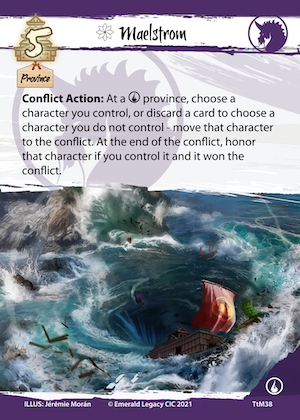 5
Maelstrom
Province
Conflict Action: At a province, choose a
character you control, or discard a card to choose a
character you do not control - move that character
to the conflict. At the end of the conflict, honor
that character if you control it and it won the
conflict.
ILLUS: Jérémie Morán © Emerald Legacy CIC 2021 TtM38